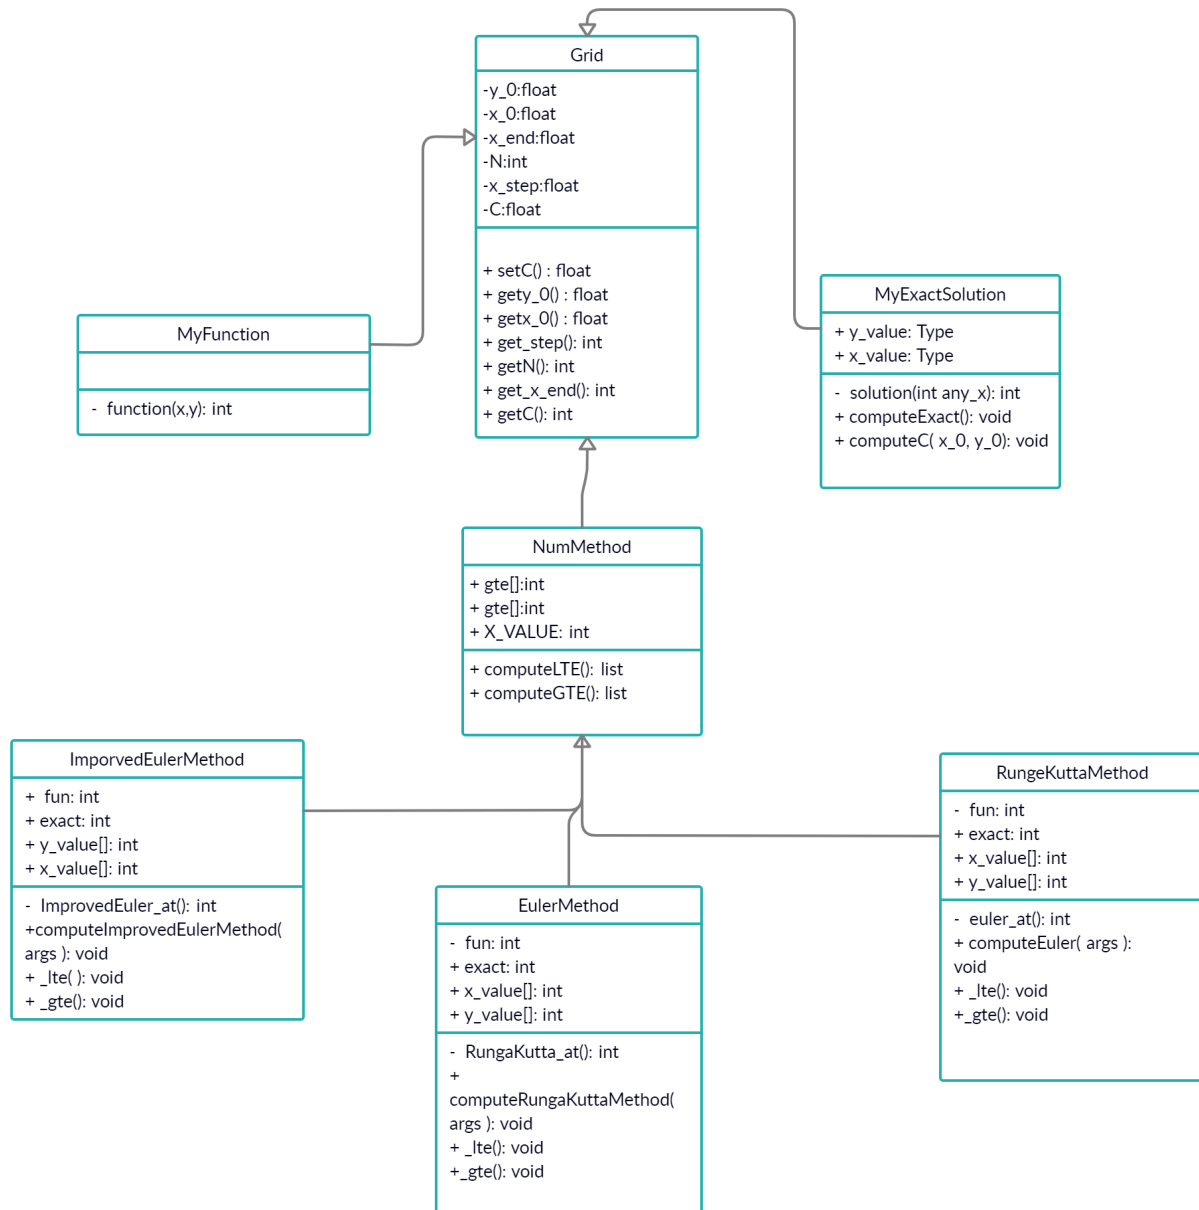 Grid
-y_0:float
-x_0:float
-x_end:float
-N:int
-x_step:float
-C:float
+ setC() : float
+ gety_0() : float
+ getx_0() : float
+ get_step(): int
+ getN(): int
+ get_x_end(): int
+ getC(): int
MyFunction
- function(x,y): int
MyExactSolution
+ y_value: Type
+ x_value: Type
- solution(int any_x): int
+ computeExact(): void
+ computeC( x_0, y_0): void
NumMethod
+ gte[]:int
+ gte[]:int
+ X_VALUE: int
+ computeLTE(): list
+ computeGTE(): list
ImporvedEulerMethod
+ fun: int
+ exact: int
+ y_value[]: int
+ x_value[]: int
- ImprovedEuler_at(): int
+computeImprovedEulerMethod(
args ): void
+ _lte( ): void
+ _gte(): void
EulerMethod
- fun: int
+ exact: int
+ x_value[]: int
+ y_value[]: int
- RungaKutta_at(): int
+
computeRungaKuttaMethod(
args ): void
+ _lte(): void
+_gte(): void
RungeKuttaMethod
- fun: int
+ exact: int
+ x_value[]: int
+ y_value[]: int
- euler_at(): int
+ computeEuler( args ):
void
+ _lte(): void
+_gte(): void